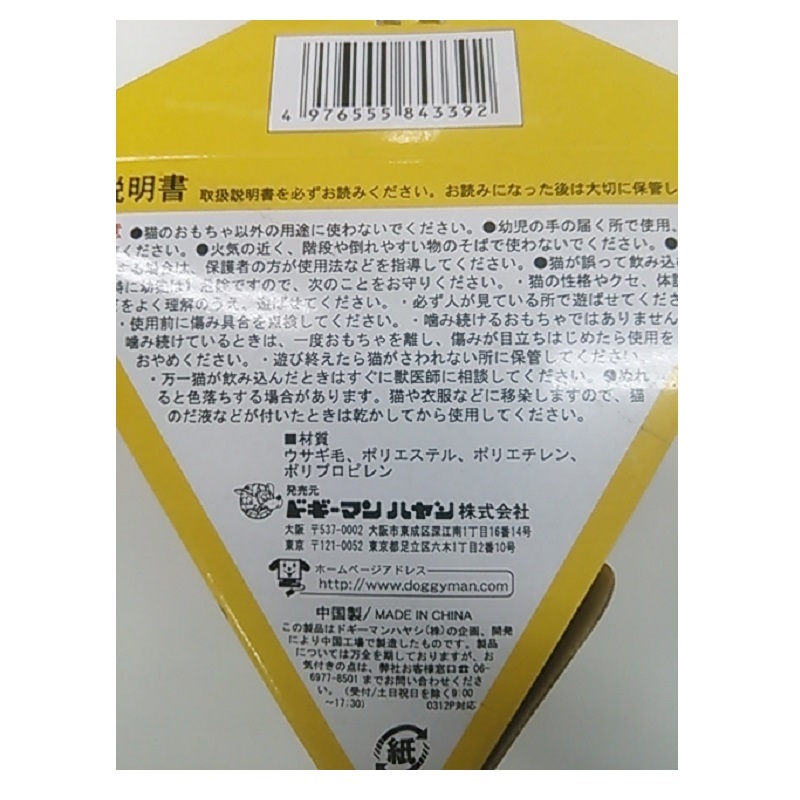 4 976555 843392
説明書 取扱説明書を必ずお読みください。お読みになった後は大切に保管し
●猫のおもちゃ以外の用途に使わないでください。●幼児の手の届く所で使用、
ください。●火気の近く、階段や倒れやすい物のそばで使わないでください。●
する場合は、保護者の方が使用法などを指導してください。●猫が誤って飲み込
特に幼児は)危険ですので、次のことをお守りください。・猫の性格やクセ、体
をよく理解のうえ、遊ばせてください。・必ず人が見ている所で遊ばせてくださ
・使用前に傷み具合を点検してください。・噛み続けるおもちゃではありません
噛み続けているときは、一度おもちゃを離し、傷みが目立ちはじめたら使用を
おやめください。・遊び終えたら猫がさわれない所に保管してください。
・万一猫が飲み込んだときはすぐに獣医師に相談してください。●ぬれ
ると色落ちする場合があります。猫や衣服などに移染しますので、猫
のだ液などが付いたときは乾かしてから使用してください。
■材質
ウサギ毛、ポリエステル、ポリエチレン、
ポリプロピレン
発売元
ドギーマンハヤシ株式会社
大阪 〒537-0002 大阪市東成区深江南1丁目16番14号
東京 〒121-0052 東京都足立区六木1丁目2番10号
ホームページアドレス
http://www.doggyman.com
中国製/MADE IN CHINA
この製品はドギーマンハヤシ(株)の企画、開発
により中国工場で製造したものです。製品
については万全を期しておりますが、お
気付きの点は、弊社お客様窓口☎06-
6977-8501までお問い合わせくださ
い。(受付/土日祝日を除く9:00
～17:30) 0312P対応
紙